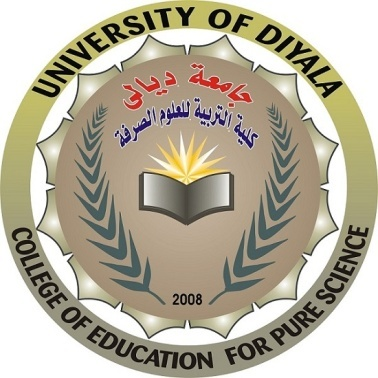 UNIVERSITY OF DIYALA
جامعة ديالى
كلية التربية للعلوم الصرفة
2008
COLLEGE OF EDUCATION FOR PURE SCIENCE